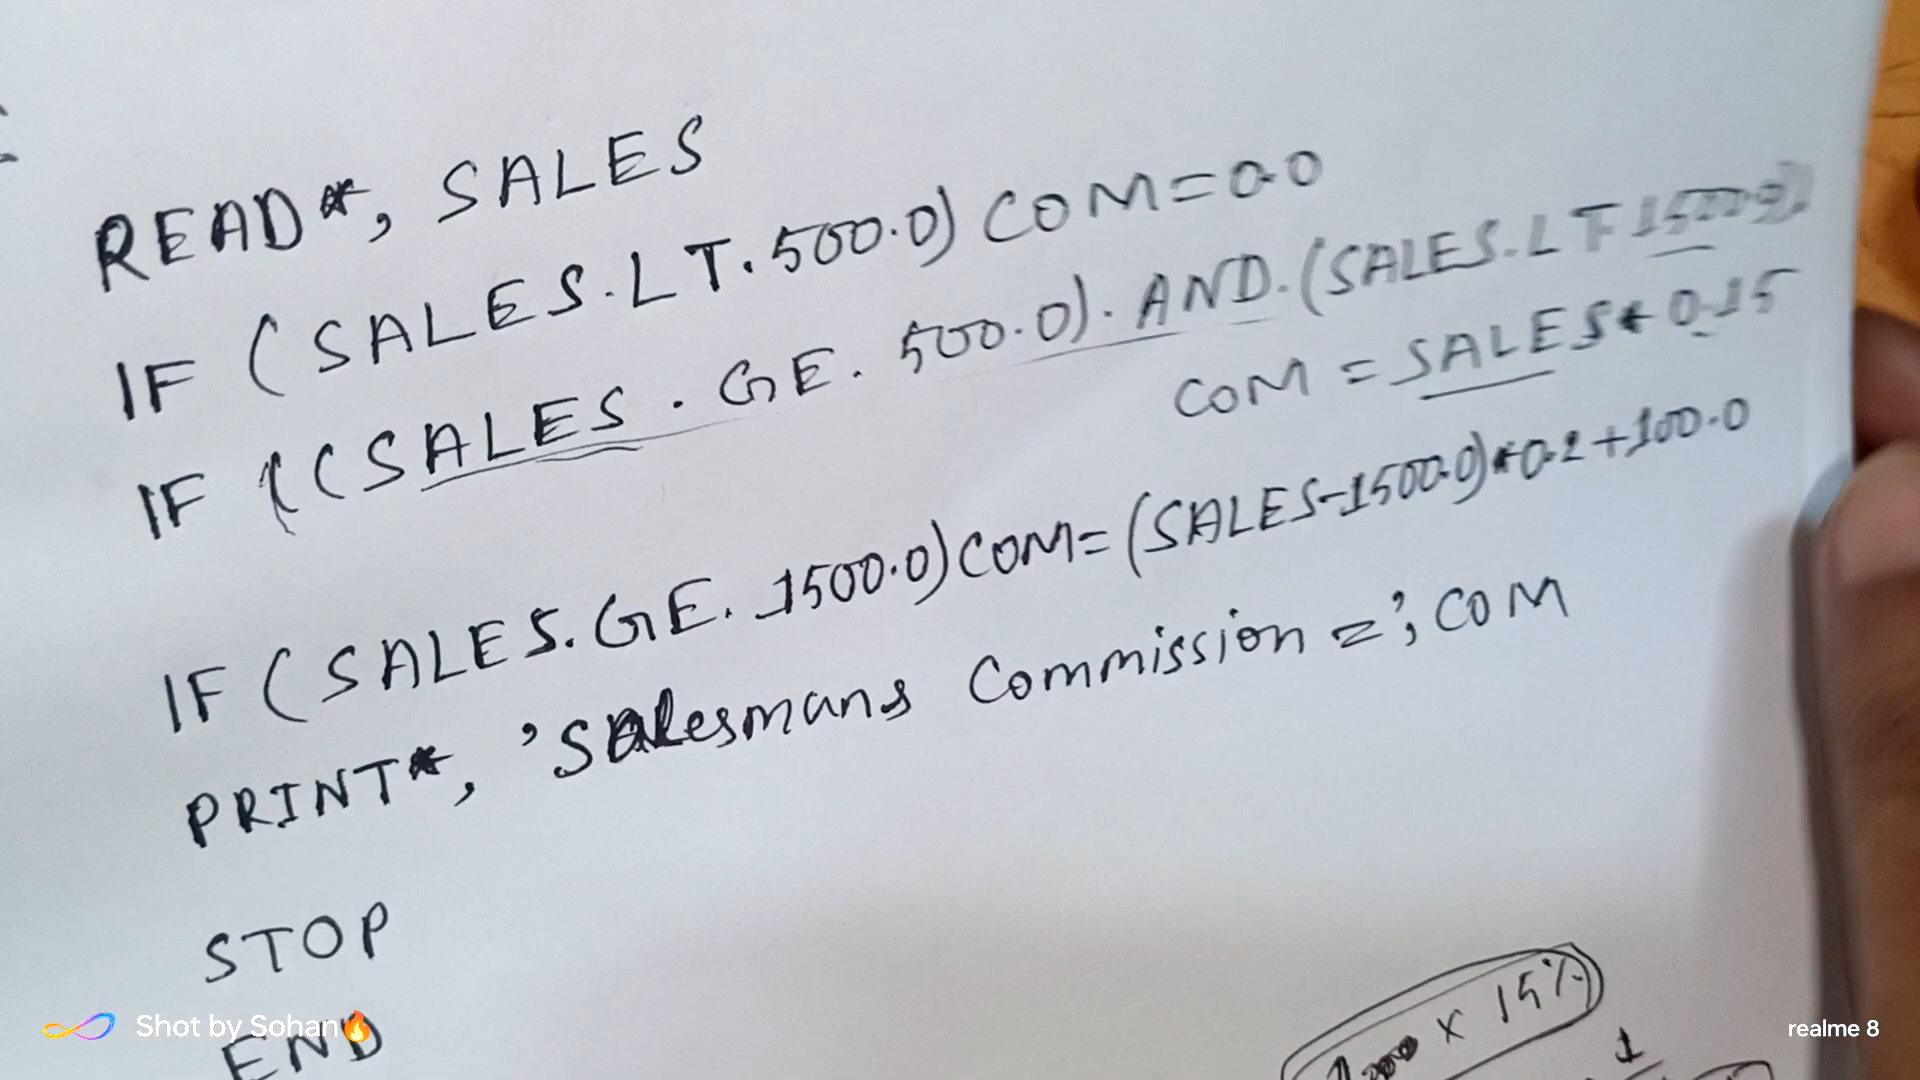 READ*, SALES
IF (SALES.LT.500.0) COM=0.0
IF ((SALES.GE.500.0).AND.(SALES.LT.1500.0))
COM = SALES*0.15
IF (SALES.GE.1500.0) COM=(SALES-1500.0)*0.2+100.0
PRINT*, 'Salesmans Commission =', COM
STOP
END
x 15%
1
Shot by Sohan🔥
realme 8